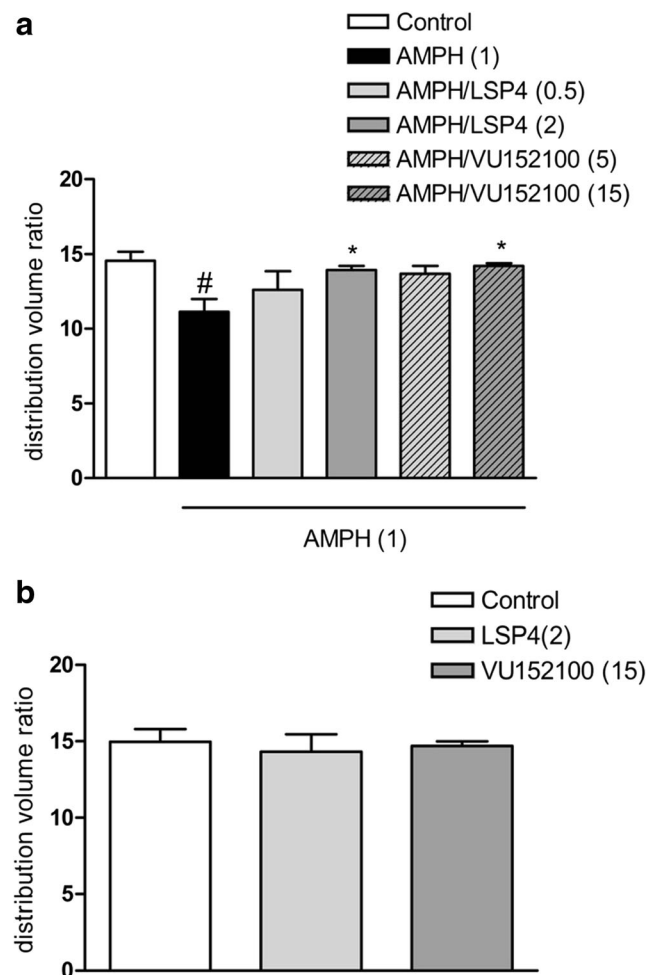 a
Control
AMPH (1)
AMPH/LSP4 (0.5)
AMPH/LSP4 (2)
AMPH/VU152100 (5)
AMPH/VU152100 (15)
distribution volume ratio
20
15
10
5
0
#
*
*
AMPH (1)
b
Control
LSP4(2)
VU152100 (15)
distribution volume ratio
20
15
10
5
0